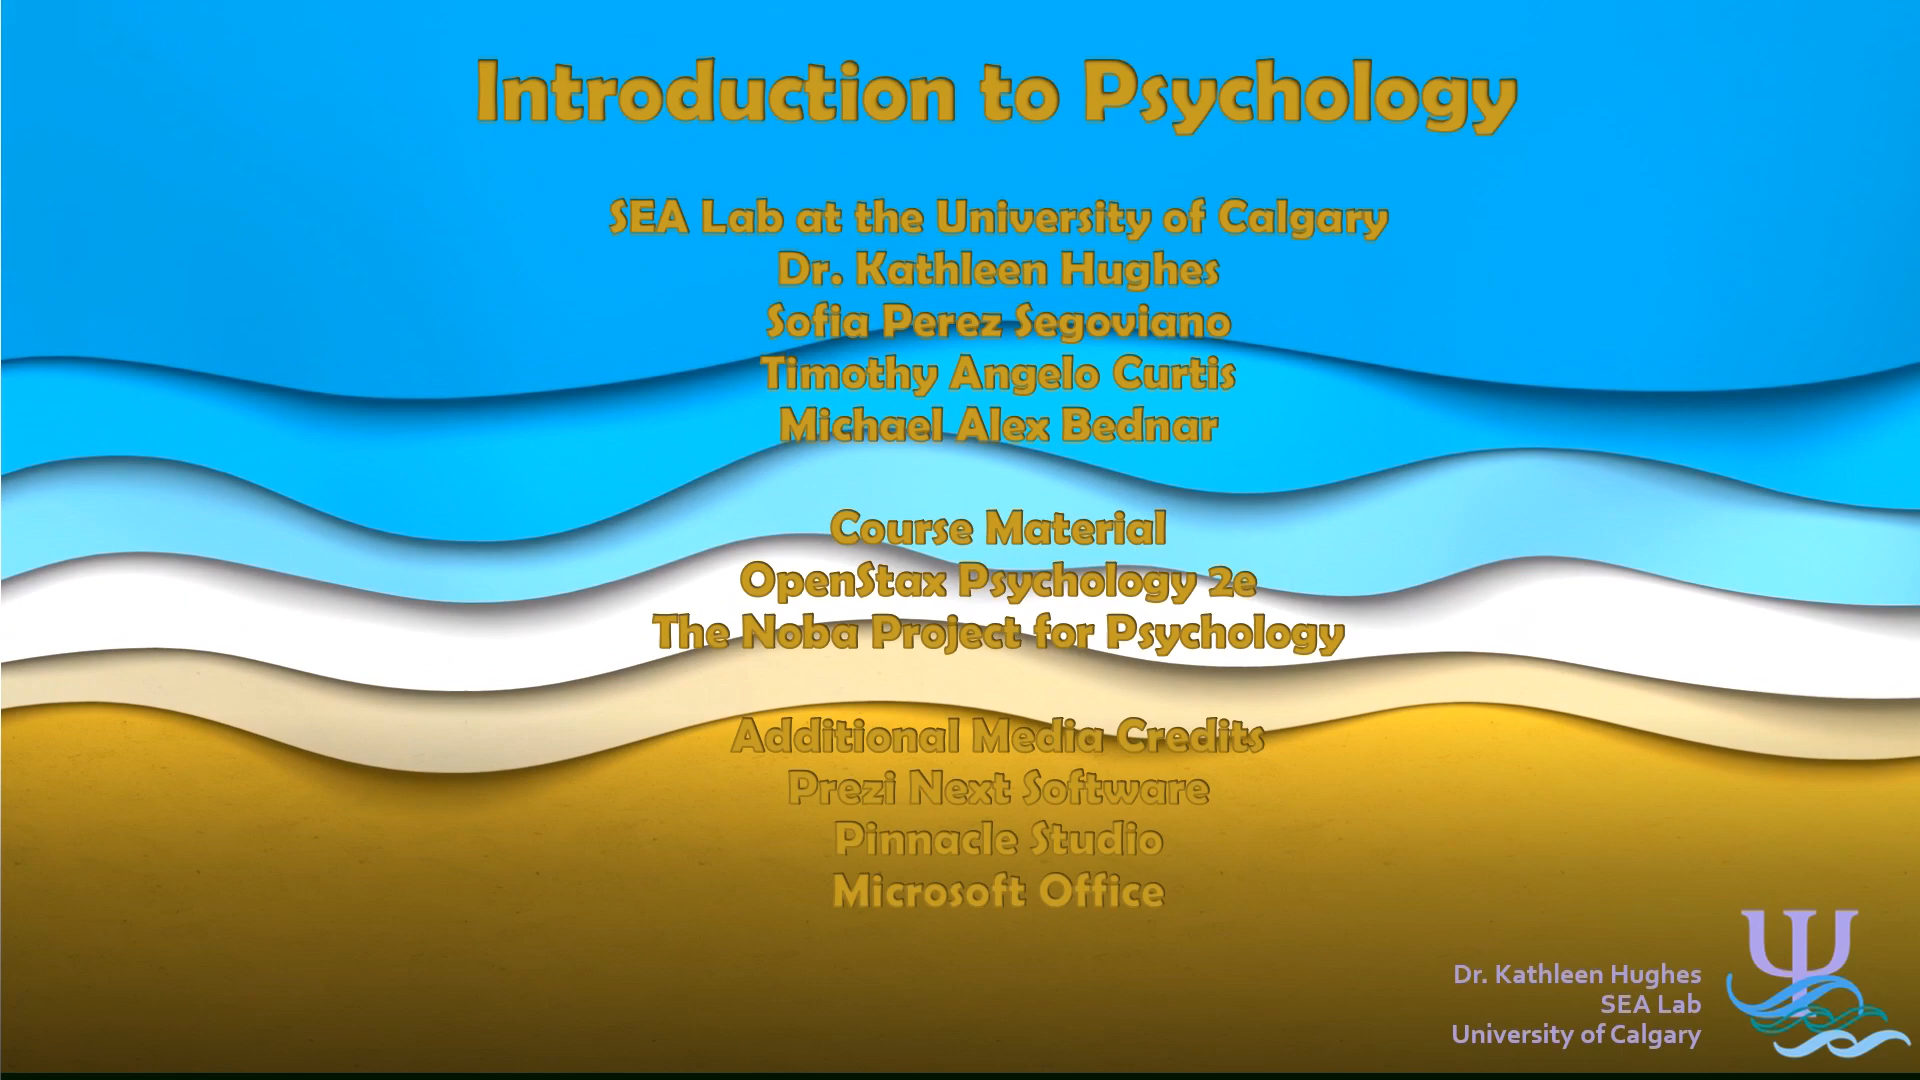 Introduction to Psychology
SEA Lab at the University of Calgary
Dr. Kathleen Hughes
Sofia Perez Segoviano
Timothy Angelo Curtis
Michael Alex Bednar
Course Material
OpenStax Psychology 2e
The Noba Project for Psychology
Additional Media Credits
Prezi Next Software
Pinnacle Studio
Microsoft Office
Dr. Kathleen Hughes
SEA Lab
University of Calgary